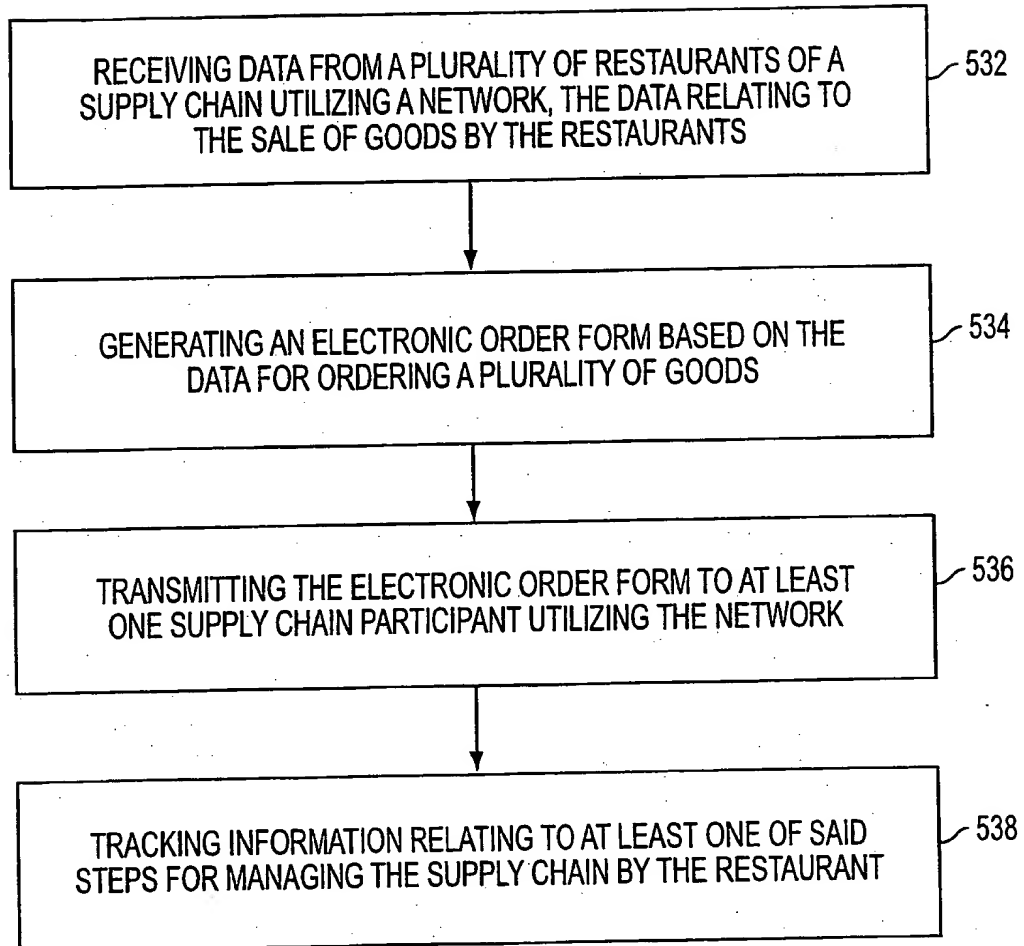 RECEIVING DATA FROM A PLURALITY OF RESTAURANTS OF A
SUPPLY CHAIN UTILIZING A NETWORK, THE DATA RELATING TO
THE SALE OF GOODS BY THE RESTAURANTS
532
GENERATING AN ELECTRONIC ORDER FORM BASED ON THE
DATA FOR ORDERING A PLURALITY OF GOODS
534
TRANSMITTING THE ELECTRONIC ORDER FORM TO AT LEAST
ONE SUPPLY CHAIN PARTICIPANT UTILIZING THE NETWORK
536
TRACKING INFORMATION RELATING TO AT LEAST ONE OF SAID
STEPS FOR MANAGING THE SUPPLY CHAIN BY THE RESTAURANT
538